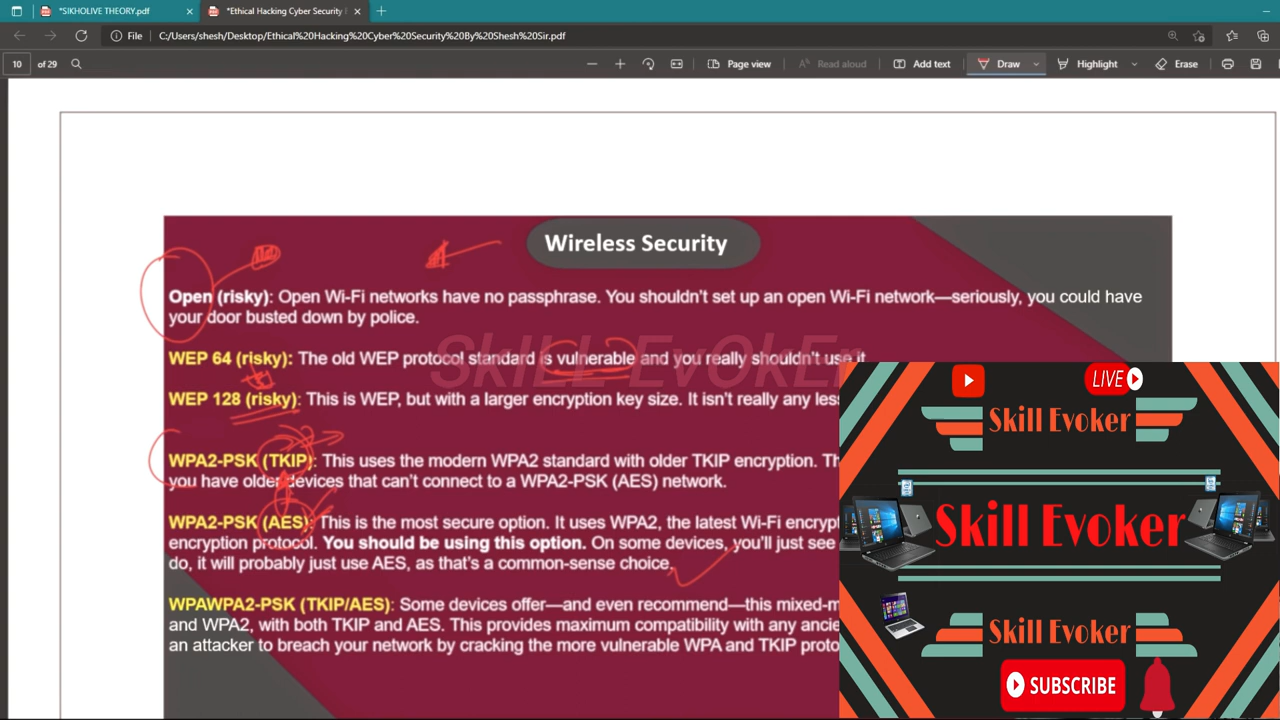 *SIKHOLIVE THEORY.pdf
*Ethical Hacking Cyber Security
File C:/Users/shesh/Desktop/Ethical%20Hacking%20Cyber%20Security%20By%20Shesh%20Sir.pdf
10 of 29 Page view Read aloud Add text Draw Highlight Erase
Wireless Security
Open (risky): Open Wi-Fi networks have no passphrase. You shouldn't set up an open Wi-Fi network—seriously, you could have
your door busted down by police.
WEP 64 (risky): The old WEP protocol standard is vulnerable and you really shouldn't use it
SKILL EvOkEr
WEP 128 (risky): This is WEP, but with a larger encryption key size. It isn't really any less
WPA2-PSK (TKIP): This uses the modern WPA2 standard with older TKIP encryption. Th
you have older devices that can't connect to a WPA2-PSK (AES) network.
WPA2-PSK (AES): This is the most secure option. It uses WPA2, the latest Wi-Fi encrypt
encryption protocol. You should be using this option. On some devices, you'll just see
do, it will probably just use AES, as that's a common-sense choice.
WPAWPA2-PSK (TKIP/AES): Some devices offer—and even recommend—this mixed-m
and WPA2, with both TKIP and AES. This provides maximum compatibility with any ancie
an attacker to breach your network by cracking the more vulnerable WPA and TKIP proto
LIVE
Skill Evoker
Skill Evoker
Skill Evoker
SUBSCRIBE